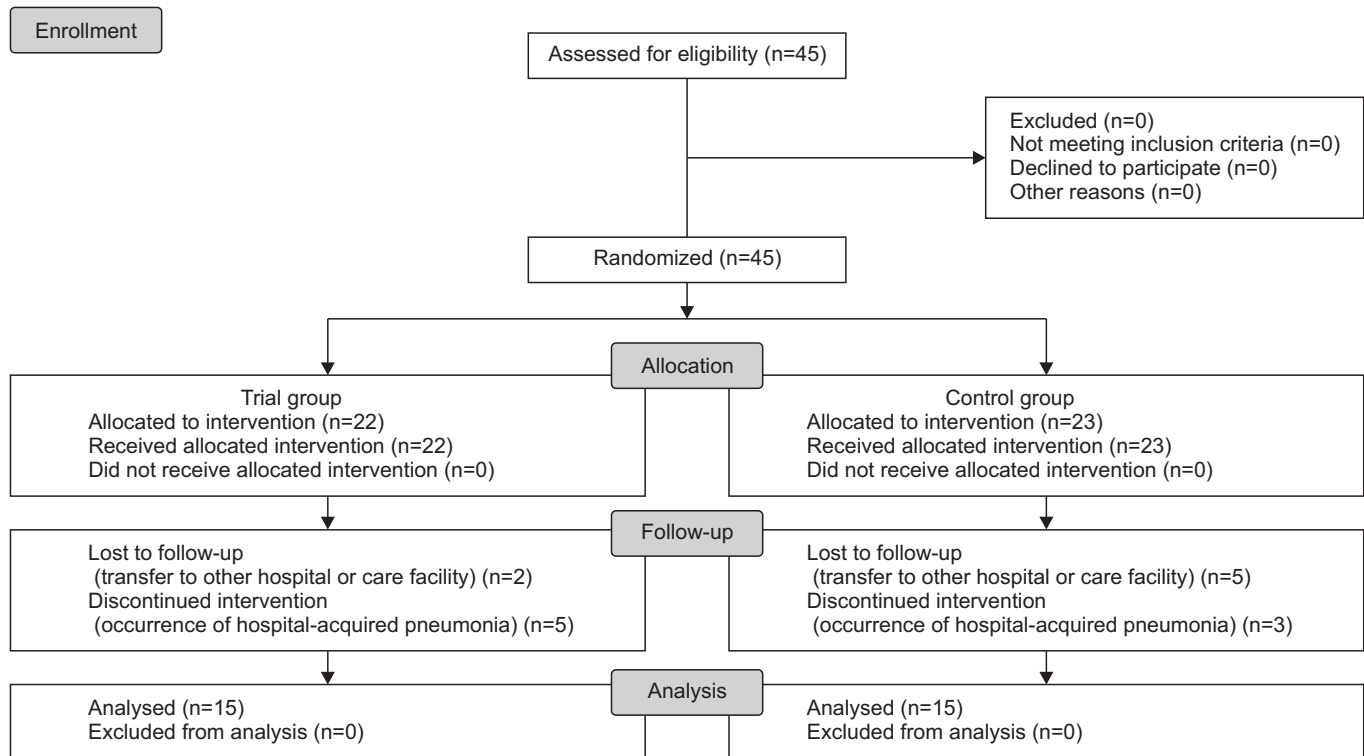 Enrollment
Assessed for eligibility (n=45)
Excluded (n=0)
Not meeting inclusion criteria (n=0)
Declined to participate (n=0)
Other reasons (n=0)
Randomized (n=45)
Allocation
Trial group
Allocated to intervention (n=22)
Received allocated intervention (n=22)
Did not receive allocated intervention (n=0)
Control group
Allocated to intervention (n=23)
Received allocated intervention (n=23)
Did not receive allocated intervention (n=0)
Follow-up
Lost to follow-up
(transfer to other hospital or care facility) (n=2)
Discontinued intervention
(occurrence of hospital-acquired pneumonia) (n=5)
Lost to follow-up
(transfer to other hospital or care facility) (n=5)
Discontinued intervention
(occurrence of hospital-acquired pneumonia) (n=3)
Analysis
Analysed (n=15)
Excluded from analysis (n=0)
Analysed (n=15)
Excluded from analysis (n=0)